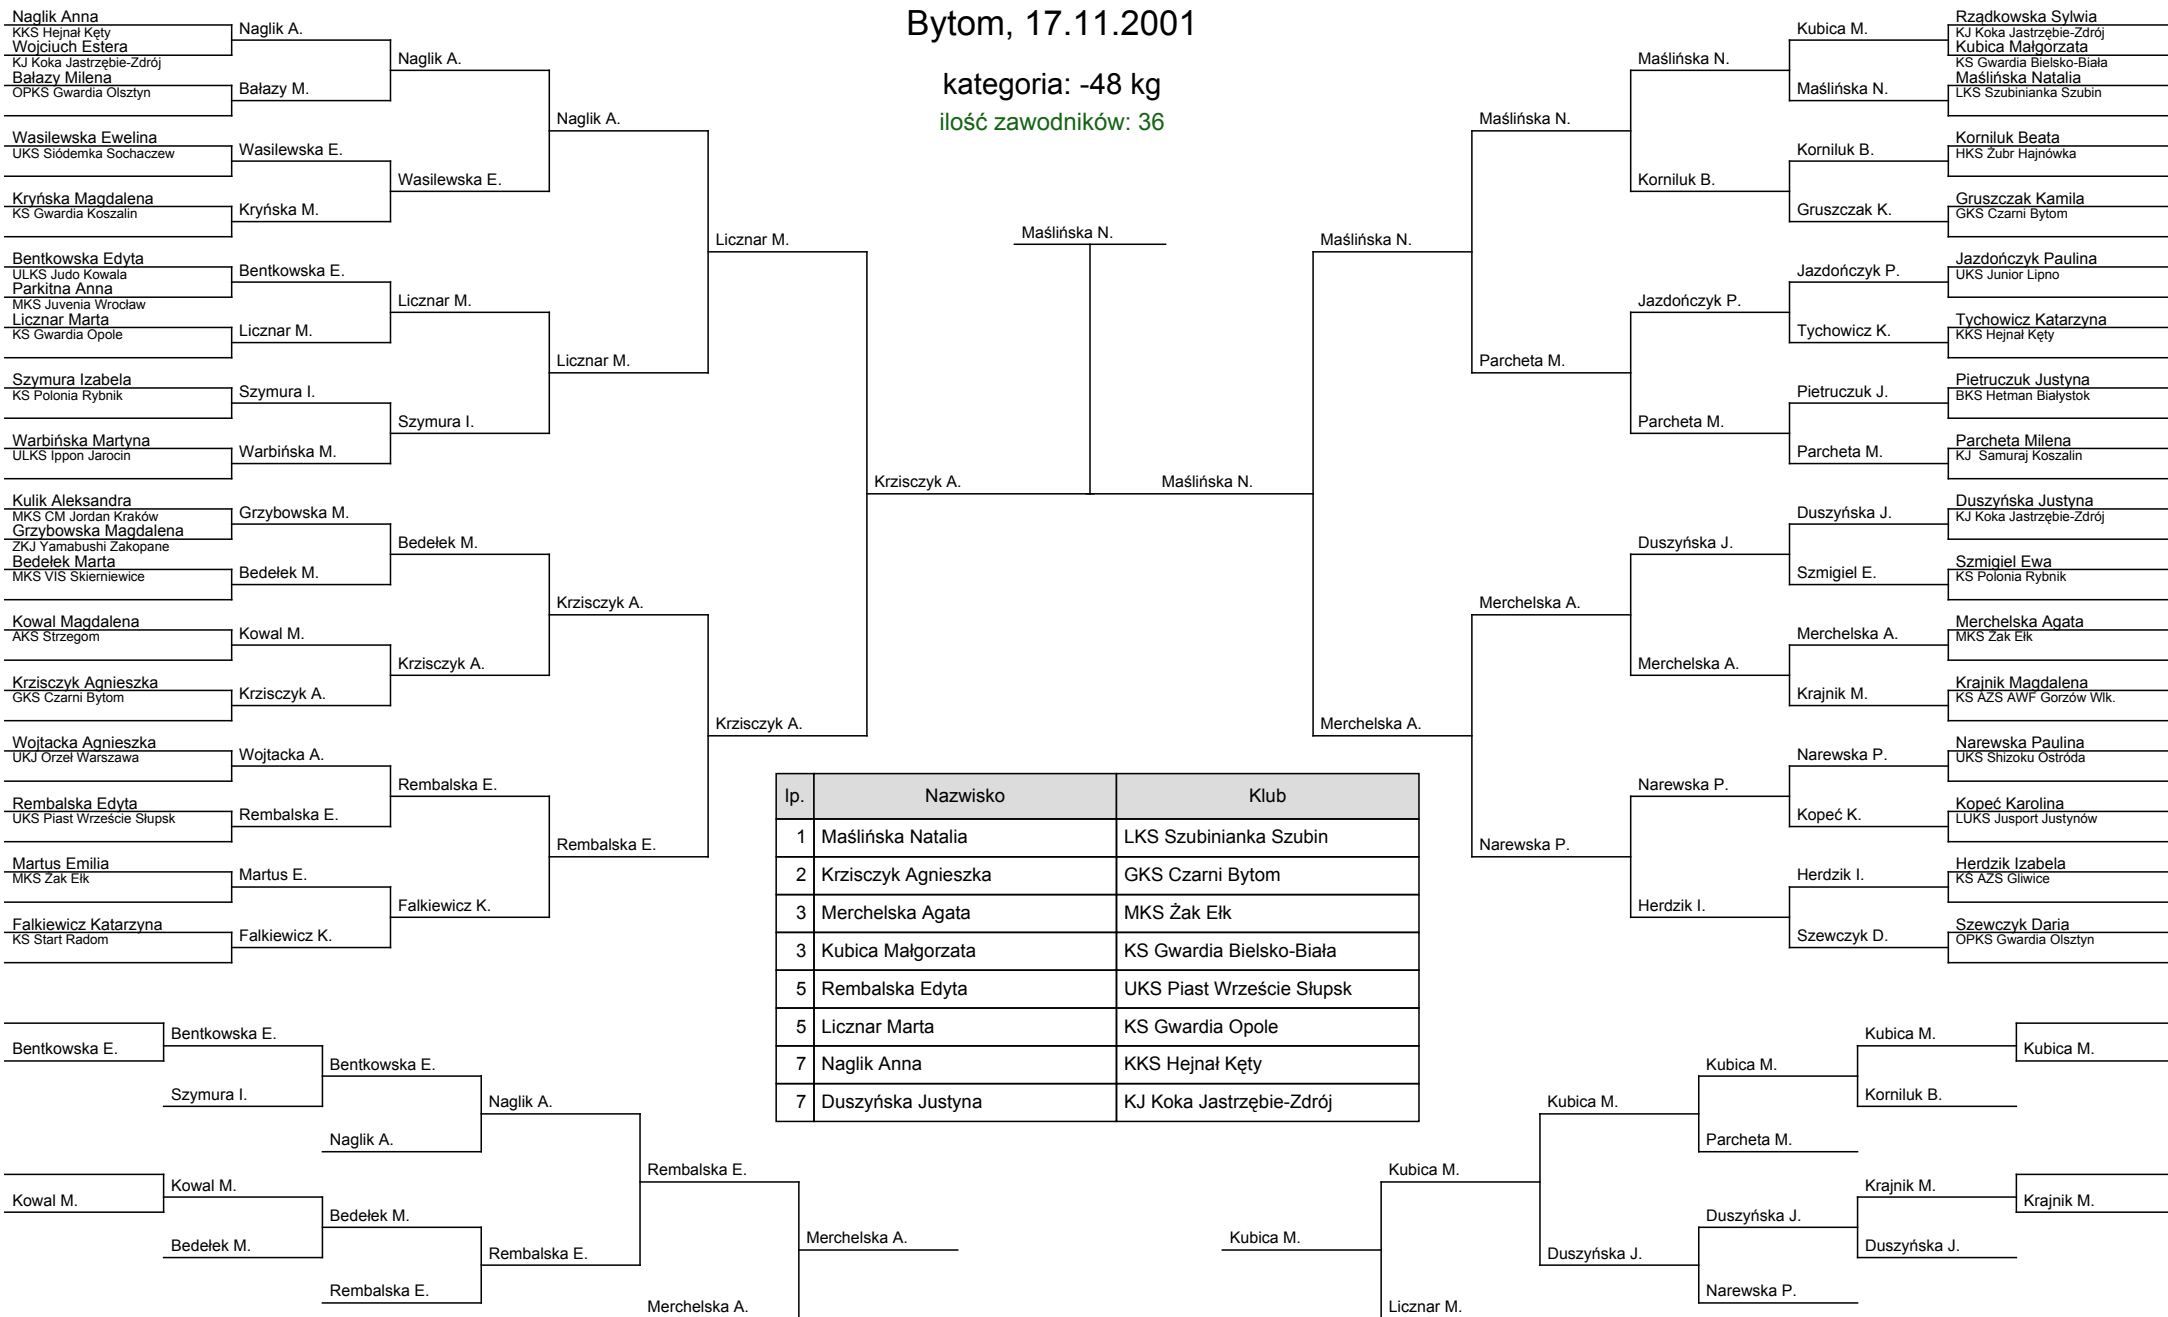 Bytom, 17.11.2001
kategoria: -48 kg
ilość zawodników: 36
Naglik Anna
KKS Hejnał Kęty
Wojciuch Estera
KJ Koka Jastrzębie-Zdrój
Bałazy Milena
OPKS Gwardia Olsztyn
Wasilewska Ewelina
UKS Siódemka Sochaczew
Kryńska Magdalena
KS Gwardia Koszalin
Bentkowska Edyta
ULKS Judo Kowala
Parkitna Anna
MKS Juvenia Wrocław
Licznar Marta
KS Gwardia Opole
Szymura Izabela
KS Polonia Rybnik
Warbińska Martyna
ULKS Ippon Jarocin
Kulik Aleksandra
MKS CM Jordan Kraków
Grzybowska Magdalena
ZKJ Yamabushi Zakopane
Bedełek Marta
MKS VIS Skierniewice
Kowal Magdalena
AKS Strzegom
Krzisczyk Agnieszka
GKS Czarni Bytom
Wojtacka Agnieszka
UKJ Orzeł Warszawa
Rembalska Edyta
UKS Piast Wrzeście Słupsk
Martus Emilia
MKS Żak Ełk
Falkiewicz Katarzyna
KS Start Radom
Naglik A.
Bałazy M.
Wasilewska E.
Kryńska M.
Bentkowska E.
Licznar M.
Szymura I.
Warbińska M.
Grzybowska M.
Bedełek M.
Kowal M.
Krzisczyk A.
Wojtacka A.
Rembalska E.
Martus E.
Falkiewicz K.
Naglik A.
Wasilewska E.
Licznar M.
Szymura I.
Bedełek M.
Krzisczyk A.
Rembalska E.
Falkiewicz K.
Naglik A.
Licznar M.
Krzisczyk A.
Rembalska E.
Licznar M.
Krzisczyk A.
Krzisczyk A.
Maślińska N.
Maślińska N.
Maślińska N.
Merchelska A.
Maślińska N.
Parcheta M.
Merchelska A.
Narewska P.
Maślińska N.
Korniluk B.
Jazdończyk P.
Parcheta M.
Duszyńska J.
Merchelska A.
Narewska P.
Herdzik I.
Kubica M.
Maślińska N.
Korniluk B.
Gruszczak K.
Jazdończyk P.
Tychowicz K.
Pietruczuk J.
Parcheta M.
Duszyńska J.
Szmigiel E.
Merchelska A.
Krajnik M.
Narewska P.
Kopeć K.
Herdzik I.
Szewczyk D.
Rządkowska Sylwia
KJ Koka Jastrzębie-Zdrój
Kubica Małgorzata
KS Gwardia Bielsko-Biała
Maślińska Natalia
LKS Szubinianka Szubin
Korniluk Beata
HKS Żubr Hajnówka
Gruszczak Kamila
GKS Czarni Bytom
Jazdończyk Paulina
UKS Junior Lipno
Tychowicz Katarzyna
KKS Hejnał Kęty
Pietruczuk Justyna
BKS Hetman Białystok
Parcheta Milena
KJ  Samuraj Koszalin
Duszyńska Justyna
KJ Koka Jastrzębie-Zdrój
Szmigiel Ewa
KS Polonia Rybnik
Merchelska Agata
MKS Żak Ełk
Krajnik Magdalena
KS AZS AWF Gorzów Wlk.
Narewska Paulina
UKS Shizoku Ostróda
Kopeć Karolina
LUKS Jusport Justynów
Herdzik Izabela
KS AZS Gliwice
Szewczyk Daria
OPKS Gwardia Olsztyn
lp. Nazwisko Klub
1 Maślińska Natalia LKS Szubinianka Szubin
2 Krzisczyk Agnieszka GKS Czarni Bytom
3 Merchelska Agata MKS Żak Ełk
3 Kubica Małgorzata KS Gwardia Bielsko-Biała
5 Rembalska Edyta UKS Piast Wrzeście Słupsk
5 Licznar Marta KS Gwardia Opole
7 Naglik Anna KKS Hejnał Kęty
7 Duszyńska Justyna KJ Koka Jastrzębie-Zdrój
Bentkowska E.
Kowal M.
Bentkowska E.
Szymura I.
Kowal M.
Bedełek M.
Bentkowska E.
Naglik A.
Bedełek M.
Rembalska E.
Naglik A.
Rembalska E.
Rembalska E.
Merchelska A.
Merchelska A.
Kubica M.
Kubica M.
Licznar M.
Kubica M.
Duszyńska J.
Kubica M.
Parcheta M.
Duszyńska J.
Narewska P.
Kubica M.
Korniluk B.
Krajnik M.
Duszyńska J.
Kubica M.
Krajnik M.